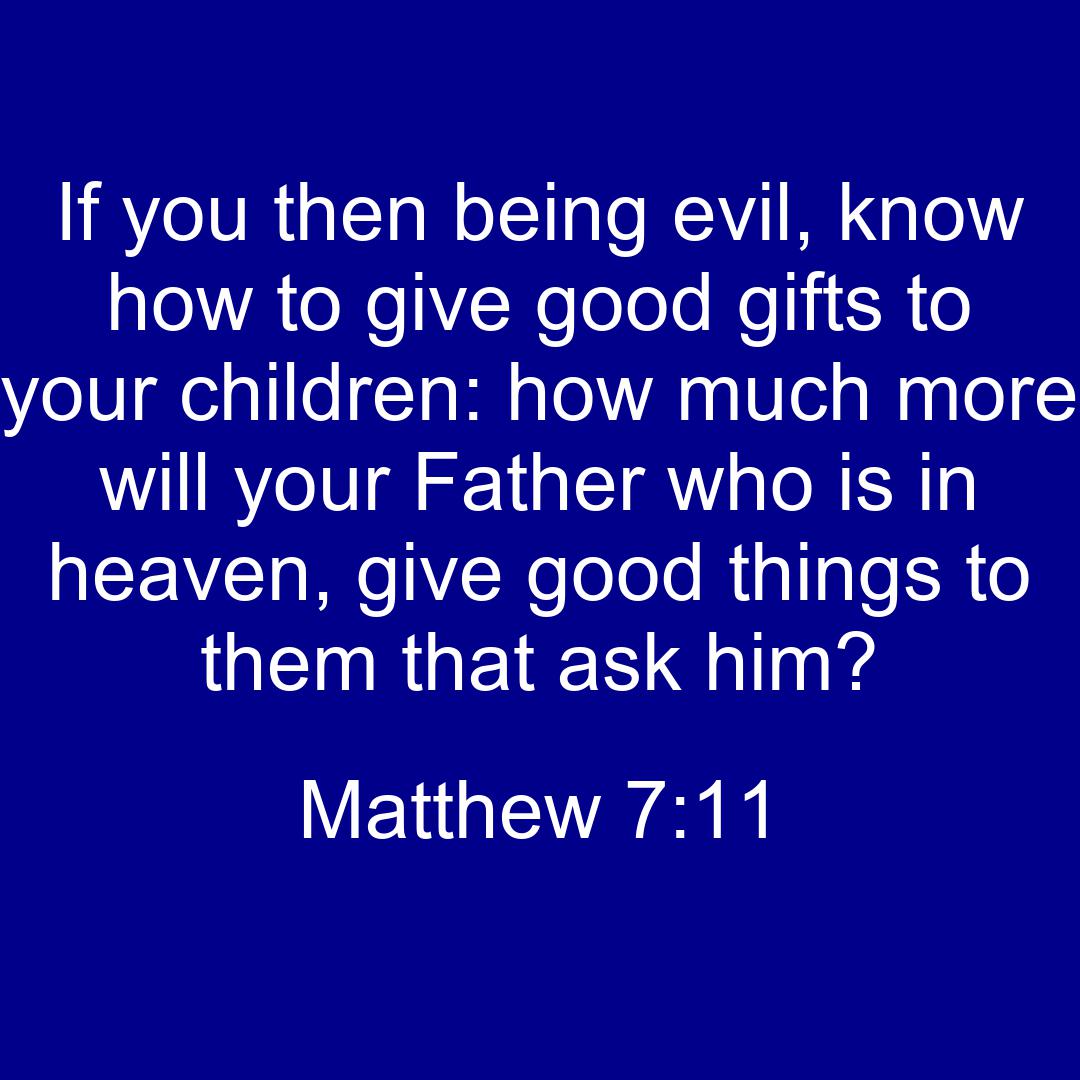 If you then being evil, know
how to give good gifts to
your children: how much more
will your Father who is in
heaven, give good things to
them that ask him?
Matthew 7:11